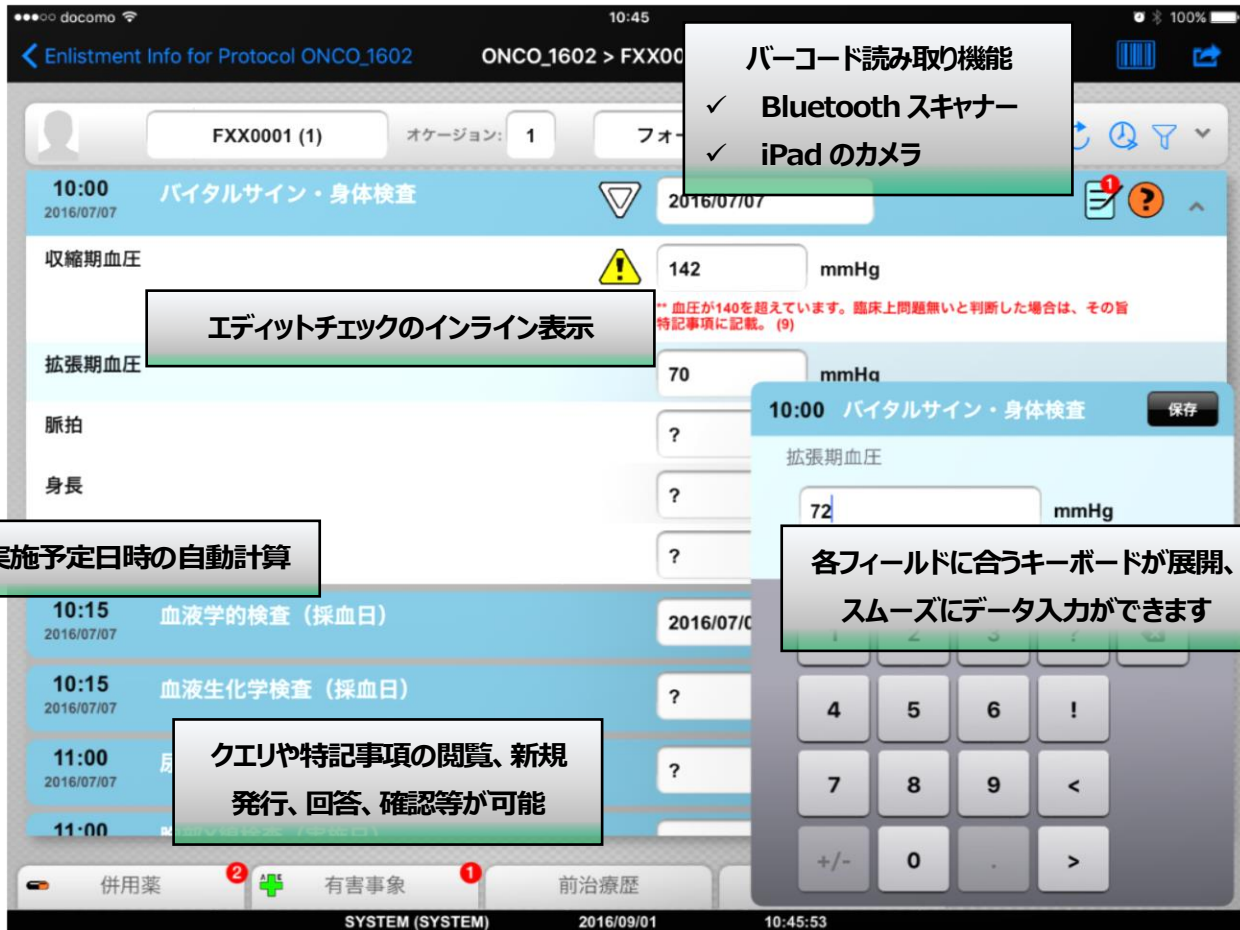 docomo
10:45
100%
Enlistment Info for Protocol ONCO_1602
ONCO_1602 > FXX00
バーコード読み取り機能
✓ Bluetooth スキャナー
✓ iPad のカメラ
FXX0001 (1)
オケージョン:
1
フォー
10:00
2016/07/07
バイタルサイン・身体検査
2016/07/07
1
?
収縮期血圧
142
mmHg
** 血圧が140を超えています。臨床上問題無いと判断した場合は、その旨
特記事項に記載。 (9)
エディットチェックのインライン表示
拡張期血圧
70
mmHg
脈拍
?
身長
?
?
実施予定日時の自動計算
10:00 バイタルサイン・身体検査
保存
拡張期血圧
72
mmHg
各フィールドに合うキーボードが展開、
スムーズにデータ入力ができます
10:15
2016/07/07
血液学的検査（採血日）
2016/07/0
10:15
2016/07/07
血液生化学検査（採血日）
?
11:00
2016/07/07
?
クエリや特記事項の閲覧、新規
発行、回答、確認等が可能
11:00
1 2 3 ?
4 5 6 !
7 8 9 <
+/- 0 . >
併用薬
2
有害事象
1
前治療歴
SYSTEM (SYSTEM)
2016/09/01
10:45:53